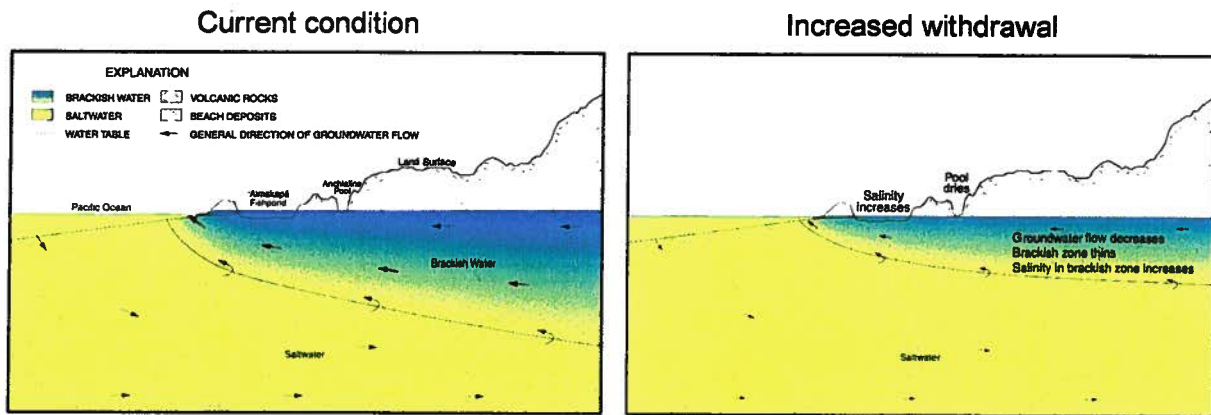 Current condition
EXPLANATION
BRACKISH WATER
VOLCANIC ROCKS
SALTWATER
BEACH DEPOSITS
WATER TABLE
GENERAL DIRECTION OF GROUNDWATER FLOW
Land Surface
Anchialine
Pool
Aimakapā
Fishpond
Pacific Ocean
Brackish Water
Saltwater
Increased withdrawal
Pool
dries
Salinity
increases
Groundwater flow decreases
Brackish zone thins
Salinity in brackish zone increases
Saltwater